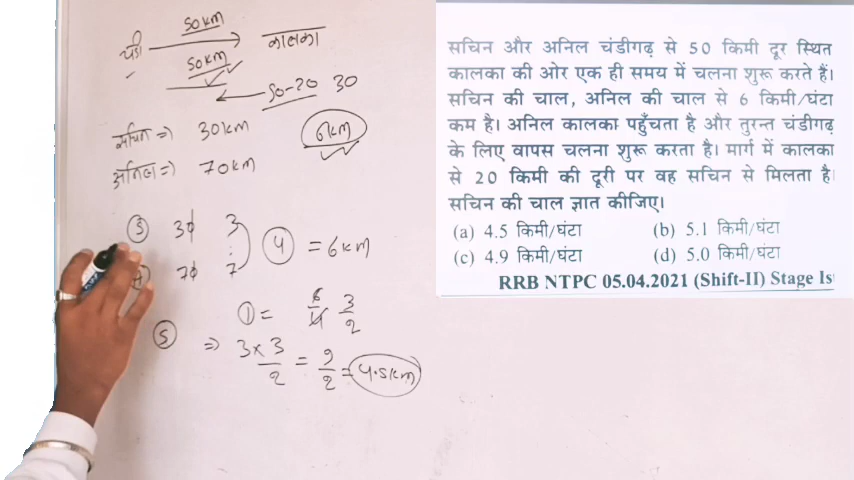 50KM
चंडी कालका
50KM
50-20 30
सचिन => 30KM
6KM
अनिल => 70KM
S 30 3
4 = 6KM
70 7
1 = 6/4 3/2
S => 3 × 3/2 = 9/2 = 4.5KM
सचिन और अनिल चंडीगढ़ से 50 किमी दूर स्थित
कालका की ओर एक ही समय में चलना शुरू करते हैं।
सचिन की चाल, अनिल की चाल से 6 किमी/घंटा
कम है। अनिल कालका पहुँचता है और तुरन्त चंडीगढ़
के लिए वापस चलना शुरू करता है। मार्ग में कालका
से 20 किमी की दूरी पर वह सचिन से मिलता है।
सचिन की चाल ज्ञात कीजिए।
(a) 4.5 किमी/घंटा (b) 5.1 किमी/घंटा
(c) 4.9 किमी/घंटा (d) 5.0 किमी/घंटा
RRB NTPC 05.04.2021 (Shift-II) Stage Is